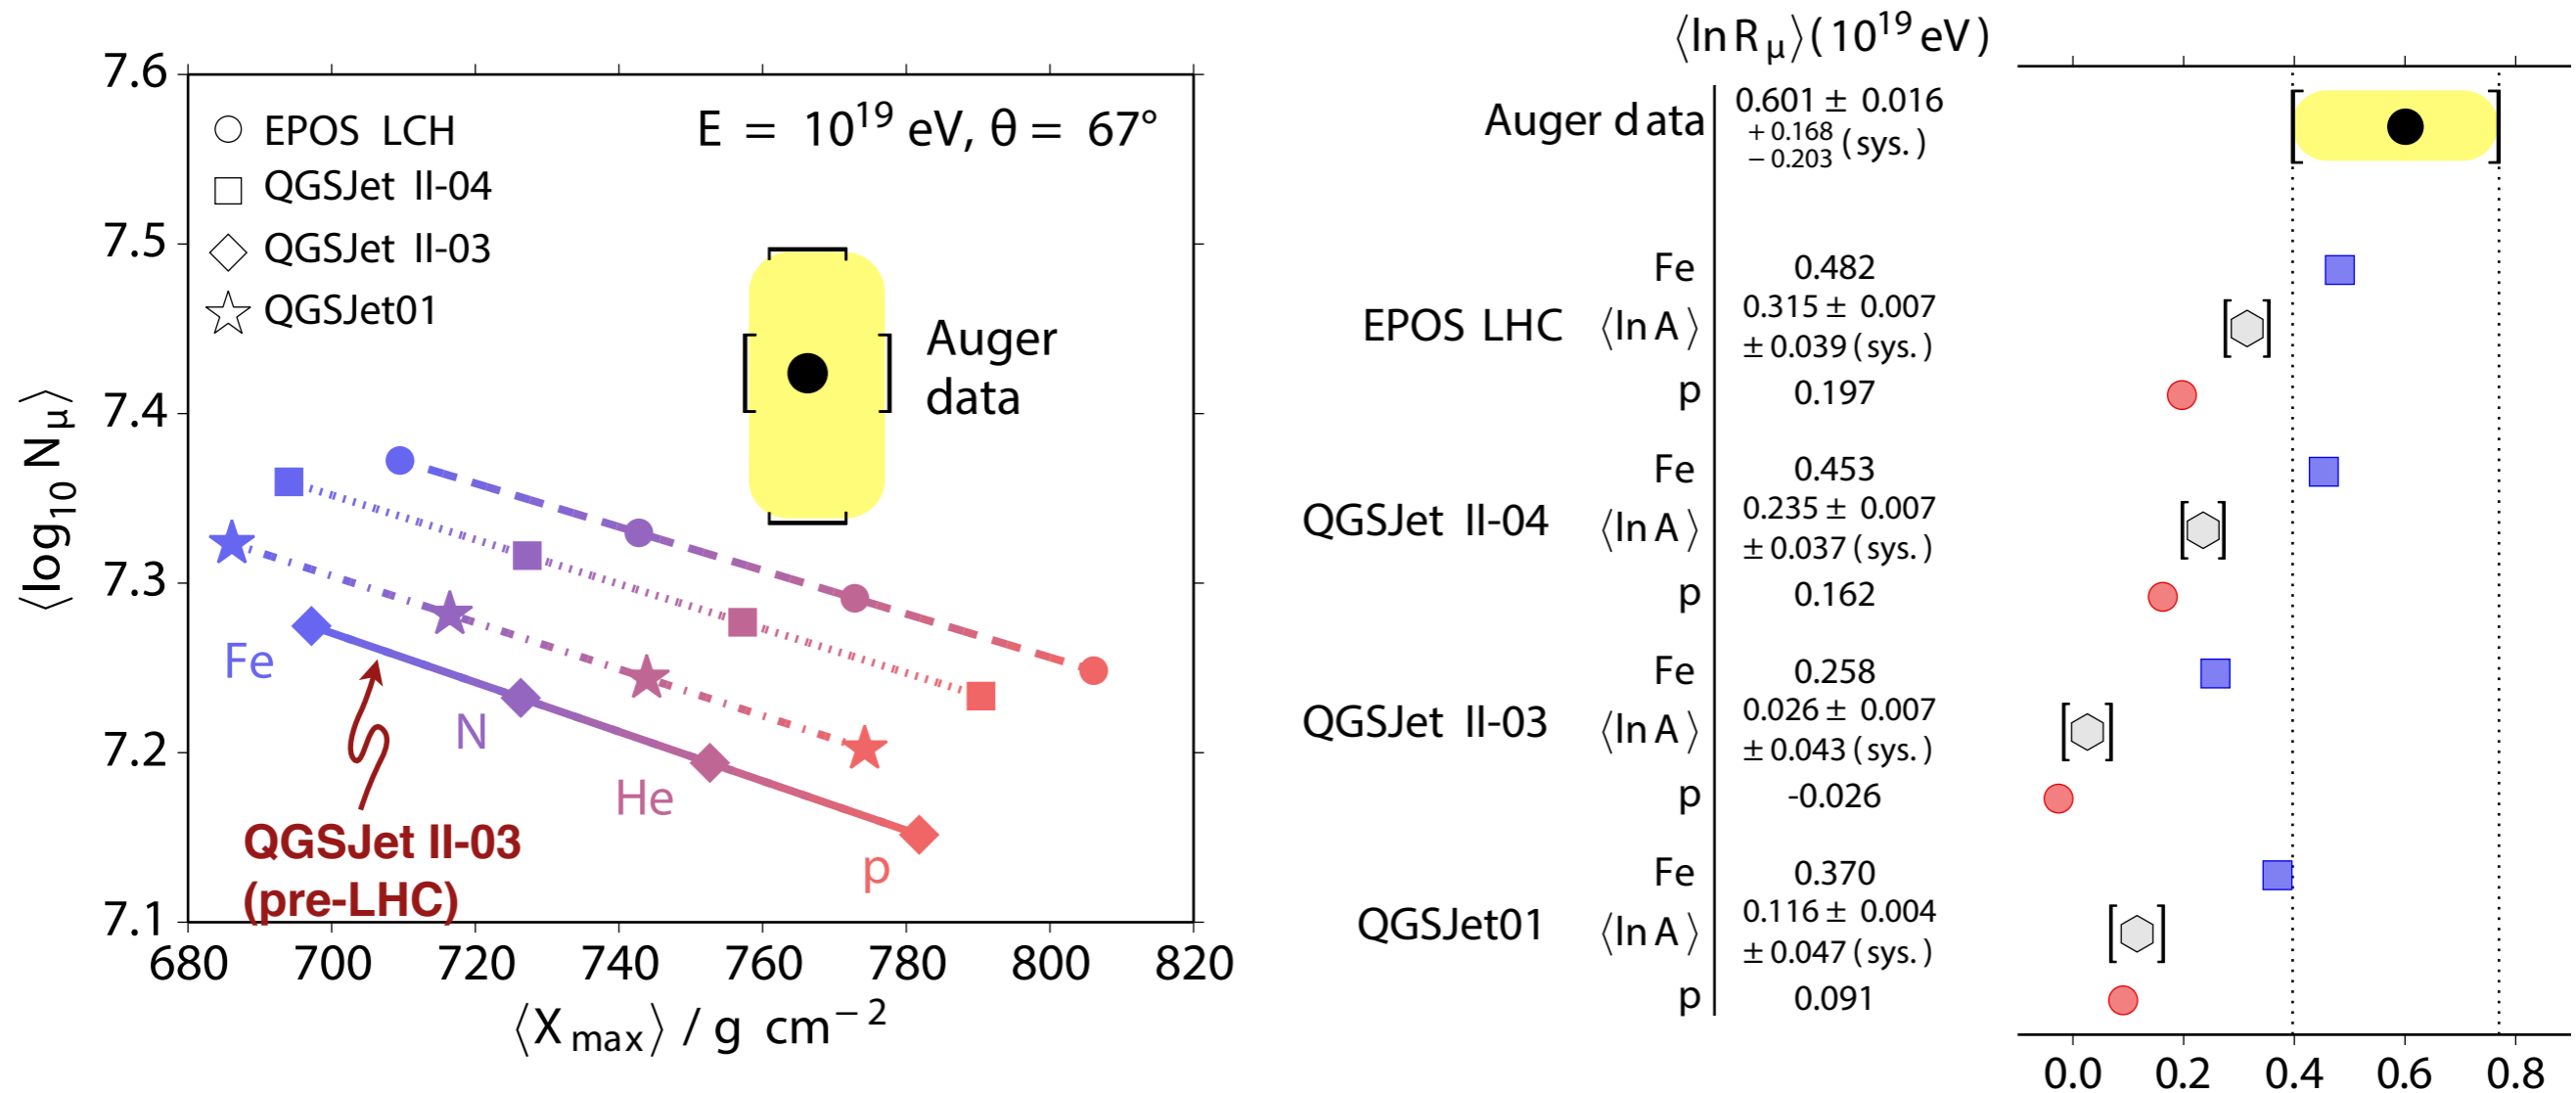 7.6
7.5
7.4
7.3
7.2
7.1
⟨log10 Nμ⟩
EPOS LCH
QGSJet II-04
QGSJet II-03
QGSJet01
E = 10^19 eV, θ = 67°
Auger
data
Fe
N
He
p
QGSJet II-03
(pre-LHC)
680 700 720 740 760 780 800 820
⟨Xmax⟩ / g cm−2
⟨ln Rμ⟩(10^19 eV)
Auger data 0.601 ± 0.016
+ 0.168
− 0.203 (sys.)
Fe 0.482
EPOS LHC ⟨ln A⟩ 0.315 ± 0.007
± 0.039 (sys.)
p 0.197
Fe 0.453
QGSJet II-04 ⟨ln A⟩ 0.235 ± 0.007
± 0.037 (sys.)
p 0.162
Fe 0.258
QGSJet II-03 ⟨ln A⟩ 0.026 ± 0.007
± 0.043 (sys.)
p -0.026
Fe 0.370
QGSJet01 ⟨ln A⟩ 0.116 ± 0.004
± 0.047 (sys.)
p 0.091
0.0 0.2 0.4 0.6 0.8